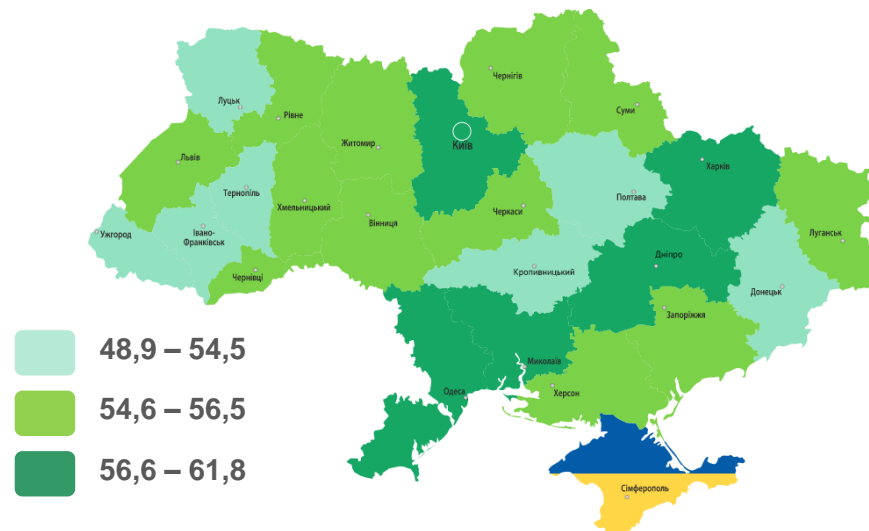 Чернігів
Луцьк
Суми
Рівне
Житомир
Київ
Львів
Харків
Тернопіль
Полтава
Хмельницький
Черкаси
Вінниця
Ужгород
Івано-
Франківськ
Луганськ
Дніпро
Чернівці
Кропивницький
Донецьк
Запоріжжя
48,9 – 54,5
Миколаїв
Одеса
Херсон
54,6 – 56,5
56,6 – 61,8
Сімферополь